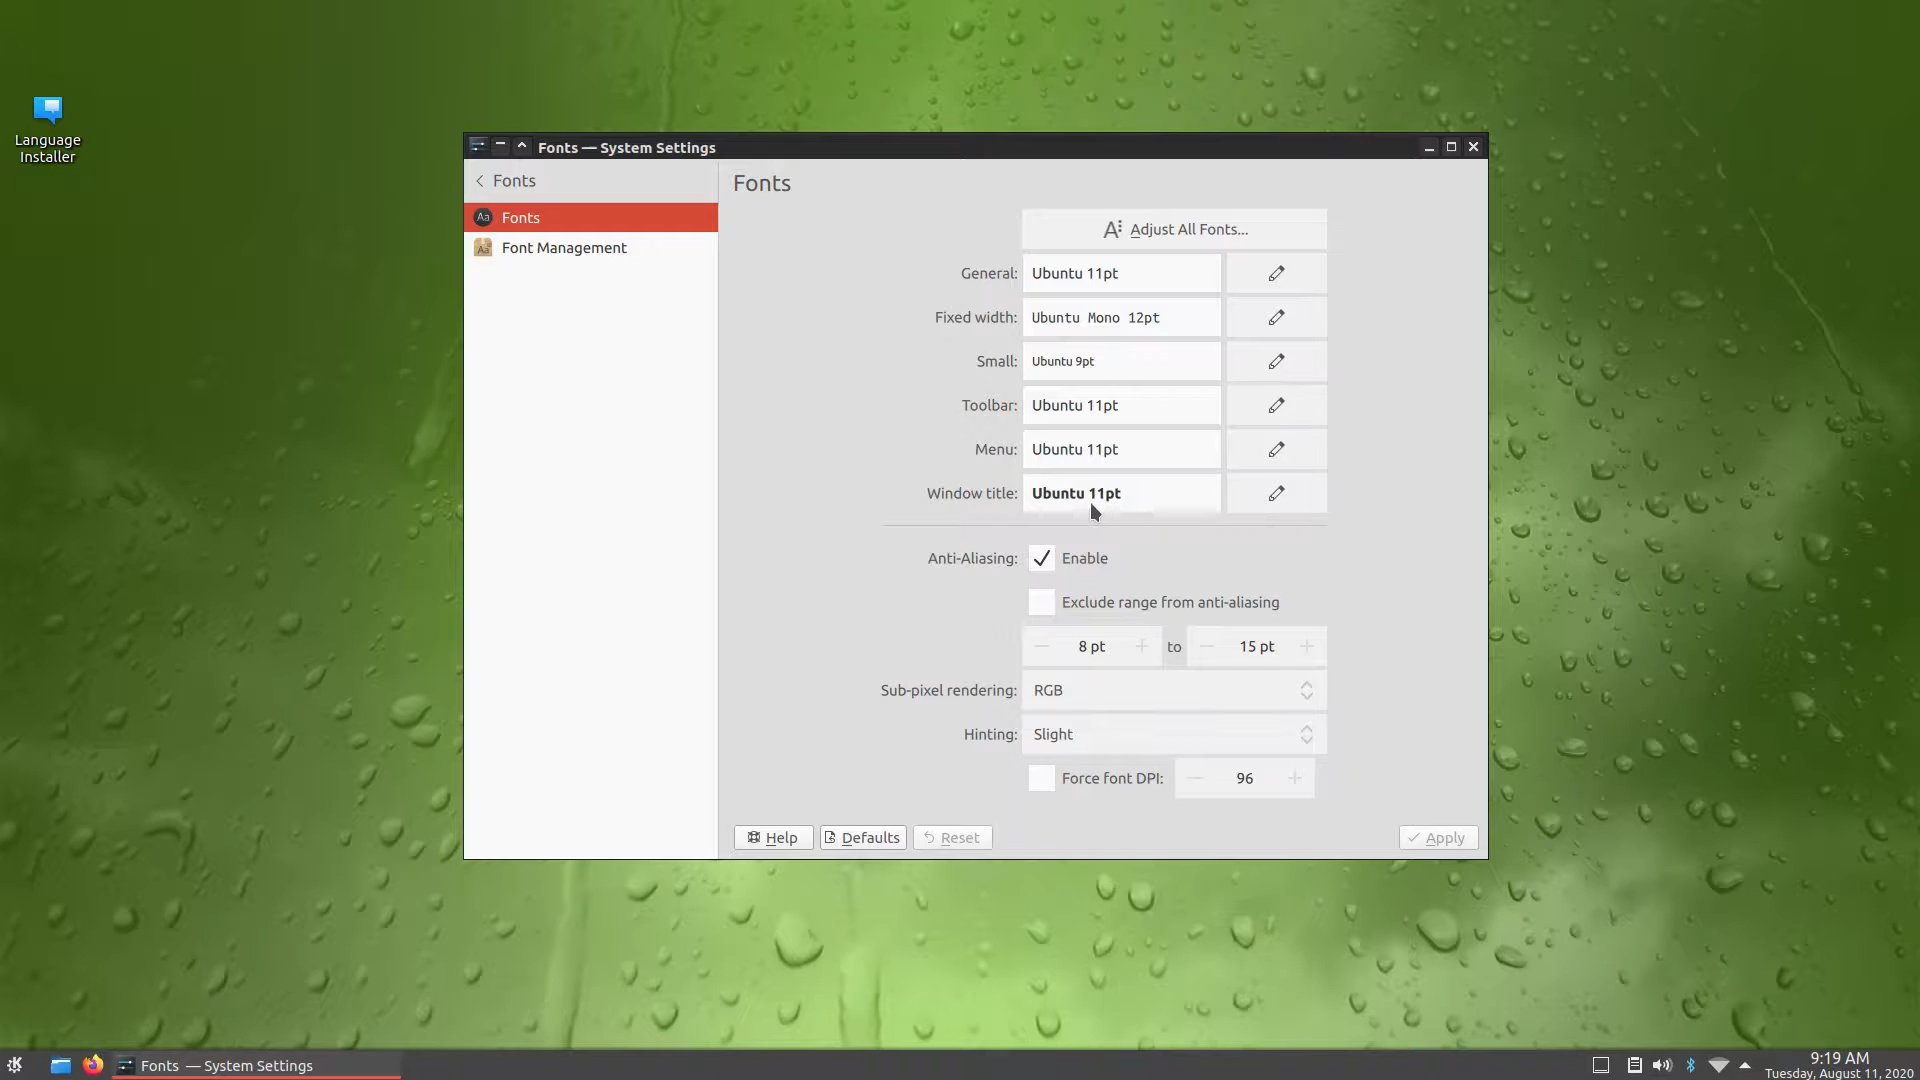 Language
Installer
Fonts — System Settings
Fonts
Fonts
Aa Fonts
Aa Font Management
Adjust All Fonts...
General: Ubuntu 11pt
Fixed width: Ubuntu Mono 12pt
Small: Ubuntu 9pt
Toolbar: Ubuntu 11pt
Menu: Ubuntu 11pt
Window title: Ubuntu 11pt
Anti-Aliasing: Enable
Exclude range from anti-aliasing
8 pt to 15 pt
Sub-pixel rendering: RGB
Hinting: Slight
Force font DPI: 96
Help Defaults Reset Apply
Fonts — System Settings
9:19 AM
Tuesday, August 11, 2020